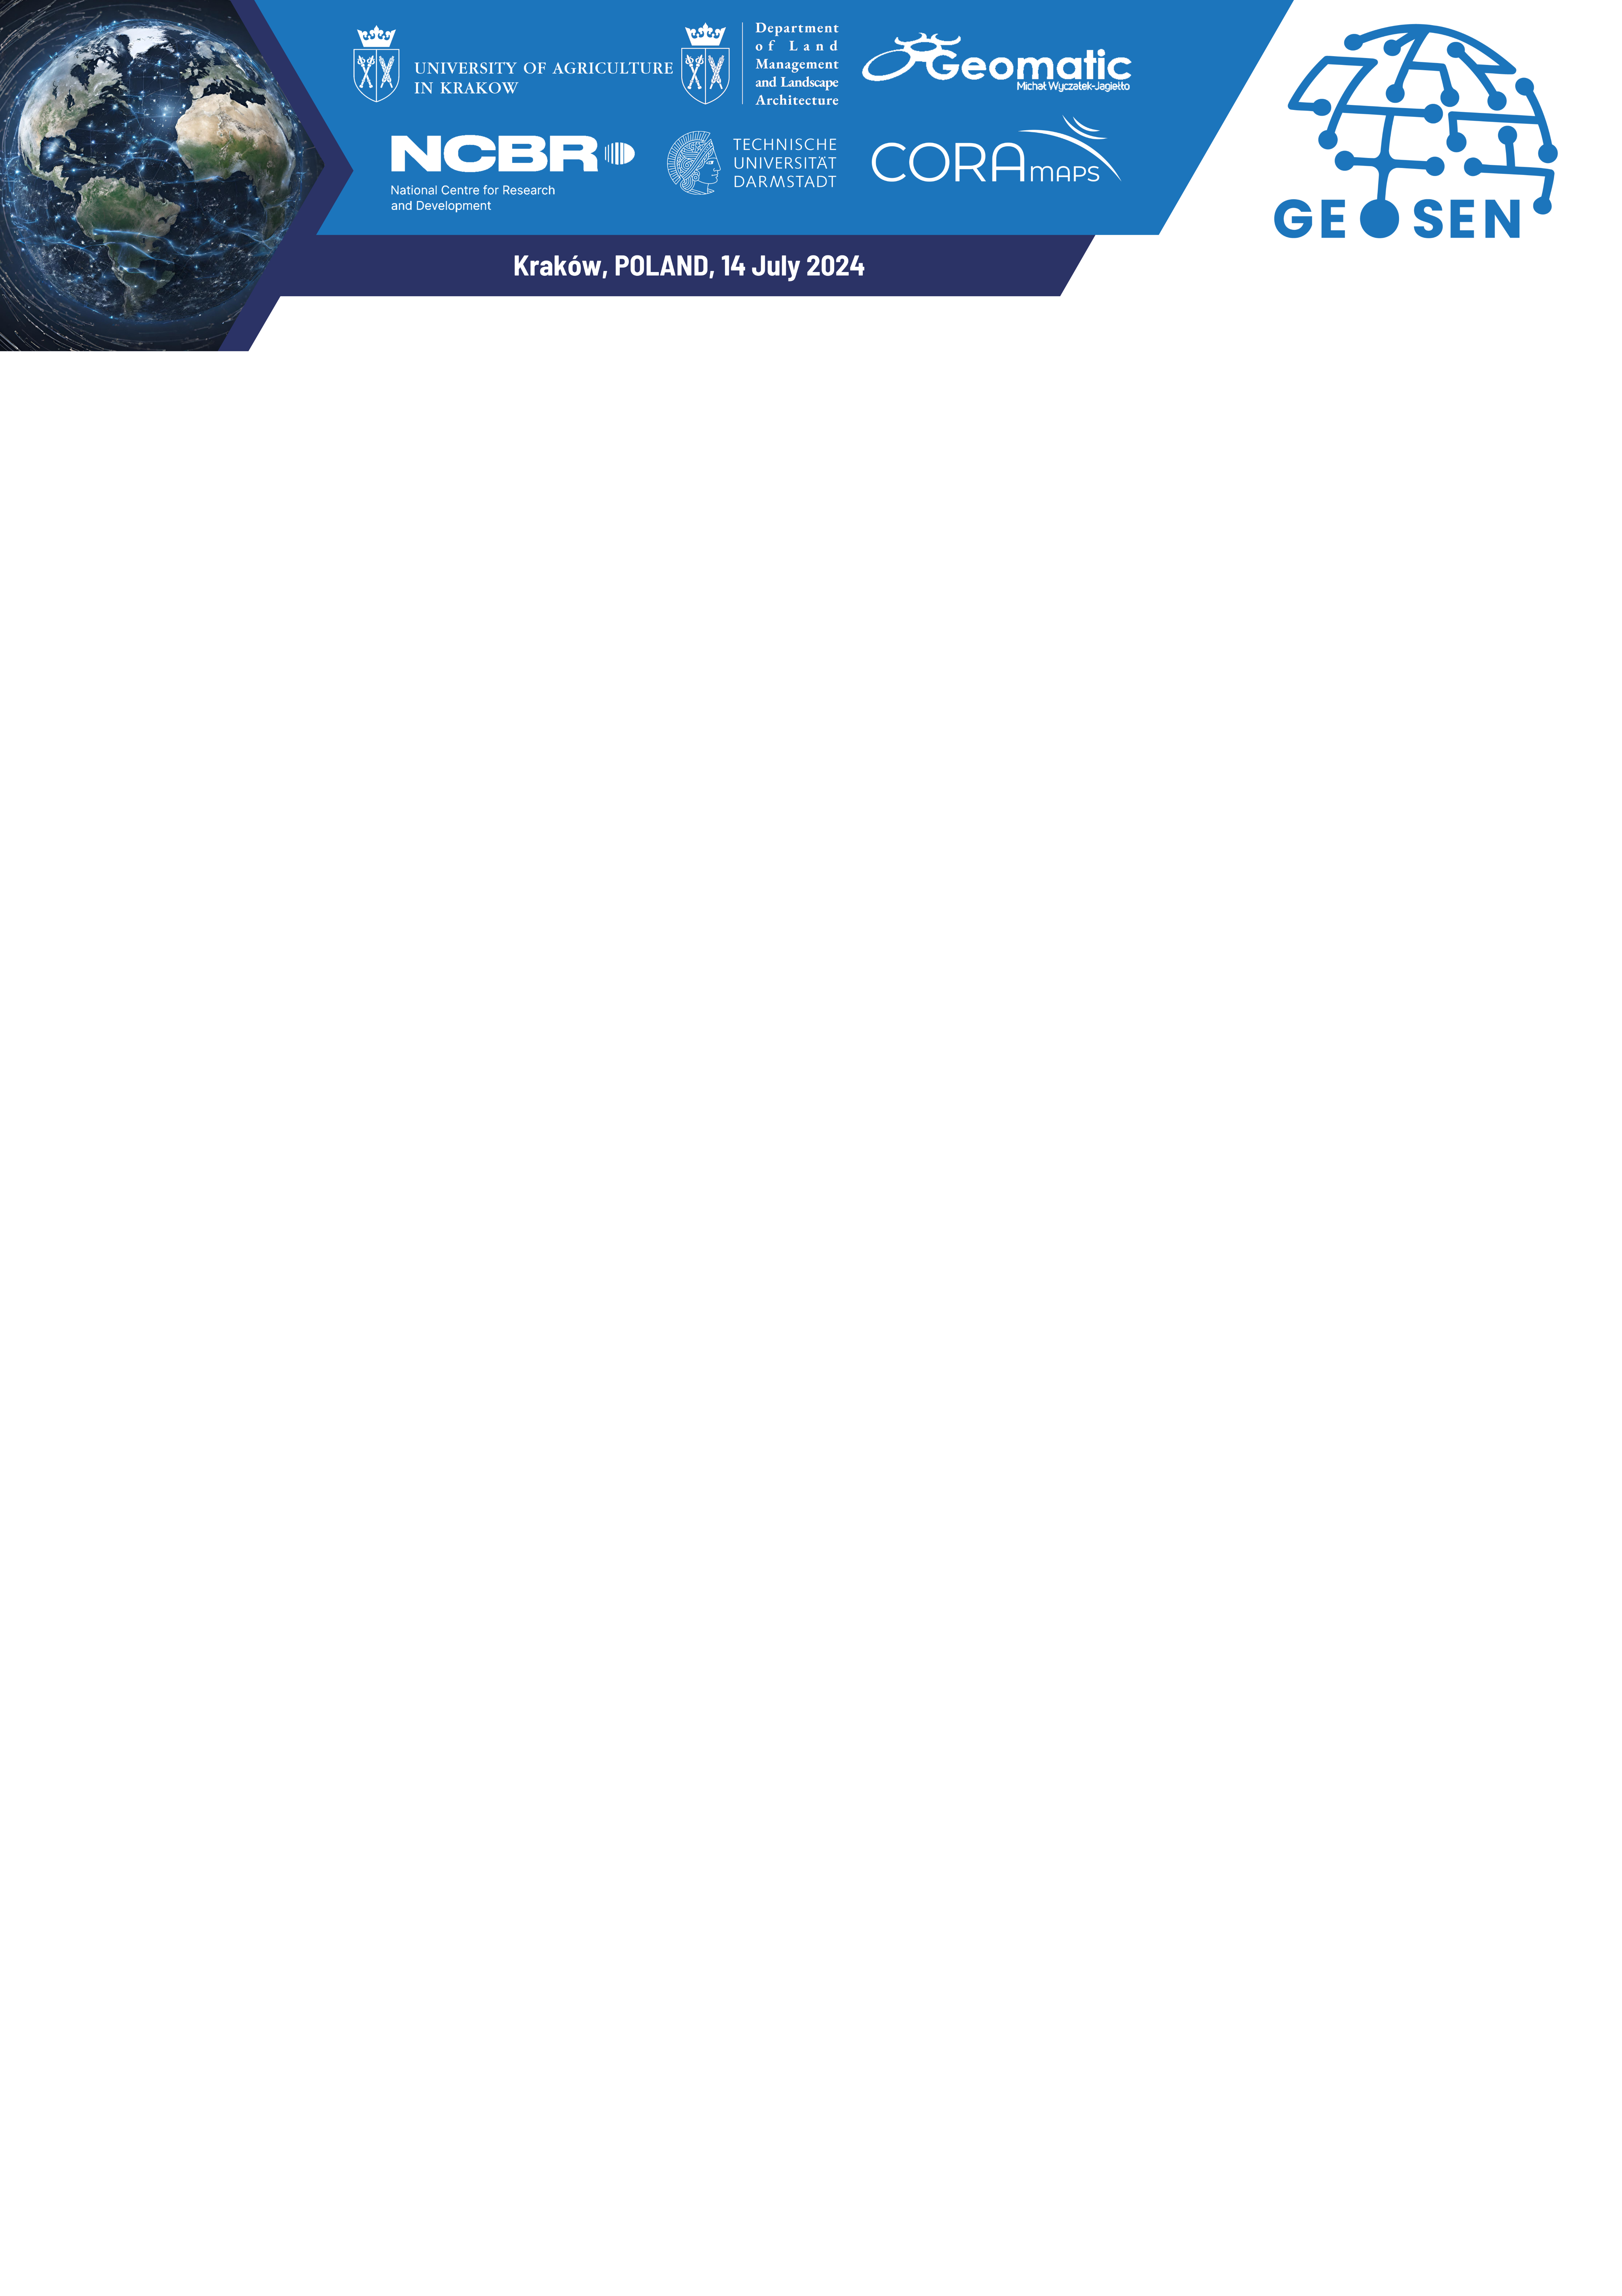 UNIVERSITY OF AGRICULTURE
IN KRAKOW
Department
of Land
Management
and Landscape
Architecture
Geomatic
Michał Wyczałek-Jagiełło
NCBR
National Centre for Research
and Development
TECHNISCHE
UNIVERSITÄT
DARMSTADT
CORAmaps
GEOSEN
Kraków, POLAND, 14 July 2024